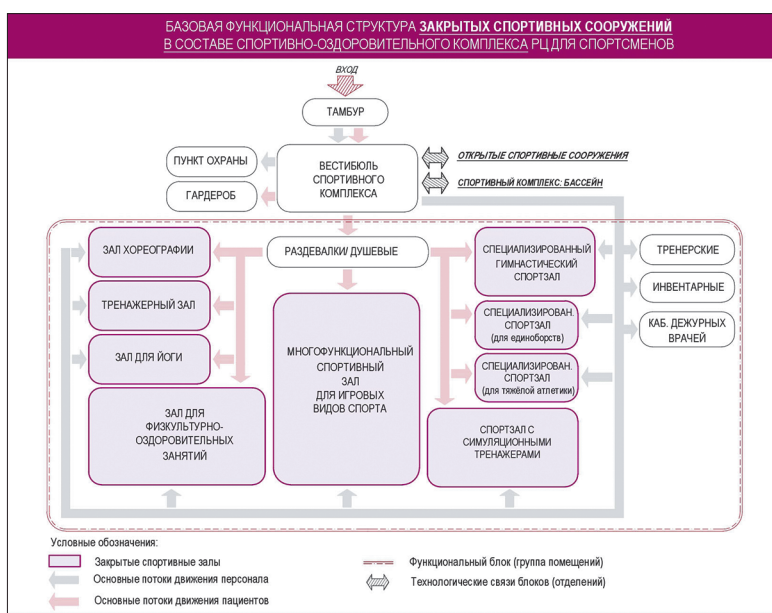 БАЗОВАЯ ФУНКЦИОНАЛЬНАЯ СТРУКТУРА ЗАКРЫТЫХ СПОРТИВНЫХ СООРУЖЕНИЙ
В СОСТАВЕ СПОРТИВНО-ОЗДОРОВИТЕЛЬНОГО КОМПЛЕКСА РЦ ДЛЯ СПОРТСМЕНОВ
ВХОД
ТАМБУР
ПУНКТ ОХРАНЫ
ГАРДЕРОБ
ВЕСТИБЮЛЬ
СПОРТИВНОГО
КОМПЛЕКСА
ОТКРЫТЫЕ СПОРТИВНЫЕ СООРУЖЕНИЯ
СПОРТИВНЫЙ КОМПЛЕКС: БАССЕЙН
ЗАЛ ХОРЕОГРАФИИ
ТРЕНАЖЕРНЫЙ ЗАЛ
ЗАЛ ДЛЯ ЙОГИ
ЗАЛ ДЛЯ
ФИЗКУЛЬТУРНО-
ОЗДОРОВИТЕЛЬНЫХ
ЗАНЯТИЙ
РАЗДЕВАЛКИ/ ДУШЕВЫЕ
МНОГОФУНКЦИОНАЛЬНЫЙ
СПОРТИВНЫЙ
ЗАЛ
ДЛЯ ИГРОВЫХ
ВИДОВ СПОРТА
СПЕЦИАЛИЗИРОВАННЫЙ
ГИМНАСТИЧЕСКИЙ
СПОРТЗАЛ
СПЕЦИАЛИЗИРОВАН.
СПОРТЗАЛ
(для единоборств)
СПЕЦИАЛИЗИРОВАН.
СПОРТЗАЛ
(для тяжёлой атлетики)
СПОРТЗАЛ С
СИМУЛЯЦИОННЫМИ
ТРЕНАЖЕРАМИ
ТРЕНЕРСКИЕ
ИНВЕНТАРНЫЕ
КАБ. ДЕЖУРНЫХ
ВРАЧЕЙ
Условные обозначения:
Закрытые спортивные залы
Основные потоки движения персонала
Основные потоки движения пациентов
Функциональный блок (группа помещений)
Технологические связи блоков (отделений)